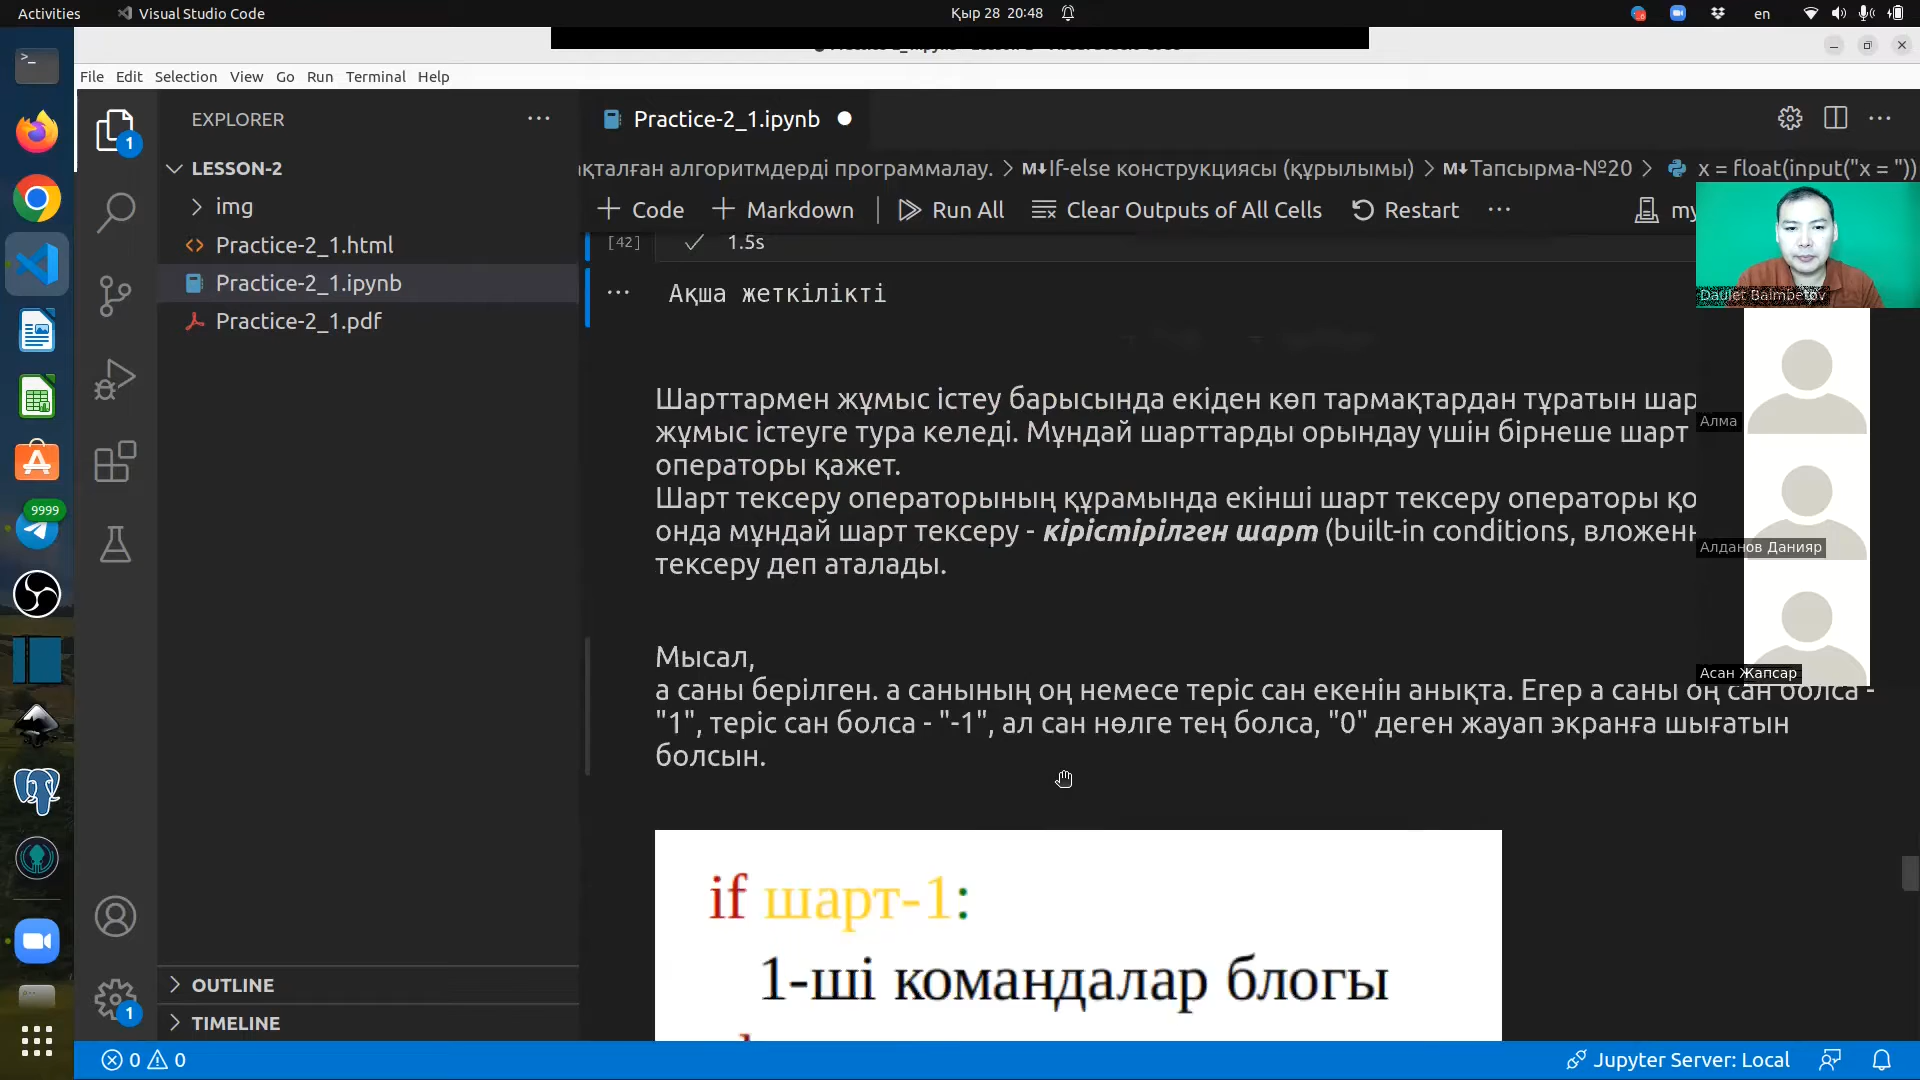 Activities
Visual Studio Code
Қыр 28 20:48
en
File Edit Selection View Go Run Terminal Help
EXPLORER
Practice-2_1.ipynb
LESSON-2
img
Practice-2_1.html
Practice-2_1.ipynb
Practice-2_1.pdf
алгоритмдерді программалау. > If-else конструкциясы (құрылымы) > Тапсырма-№20 > x = float(input("x = "))
Code
Markdown
Run All
Clear Outputs of All Cells
Restart
[42]
1.5s
Ақша жеткілікті
Daulet Baimbetov
Шарттармен жұмыс істеу барысында екіден көп тармақтардан тұратын
жұмыс істеуге тура келеді. Мұндай шарттарды орындау үшін бірнеше шарт
операторы қажет.
Шарт тексеру операторының құрамында екінші шарт тексеру операторы
онда мұндай шарт тексеру - кірістірілген шарт (built-in conditions,
тексеру деп аталады.
Алма
Алданов Данияр
Асан Жапсар
Мысал,
а саны берілген. а санының оң немесе теріс сан екенін анықта. Егер а саны оң сан болса -
"1", теріс сан болса - "-1", ал сан нөлге тең болса, "0" деген жауап экранға шығатын
болсын.
if шарт-1:
1-ші командалар блогы
9999
1
1
OUTLINE
TIMELINE
0 0
Jupyter Server: Local